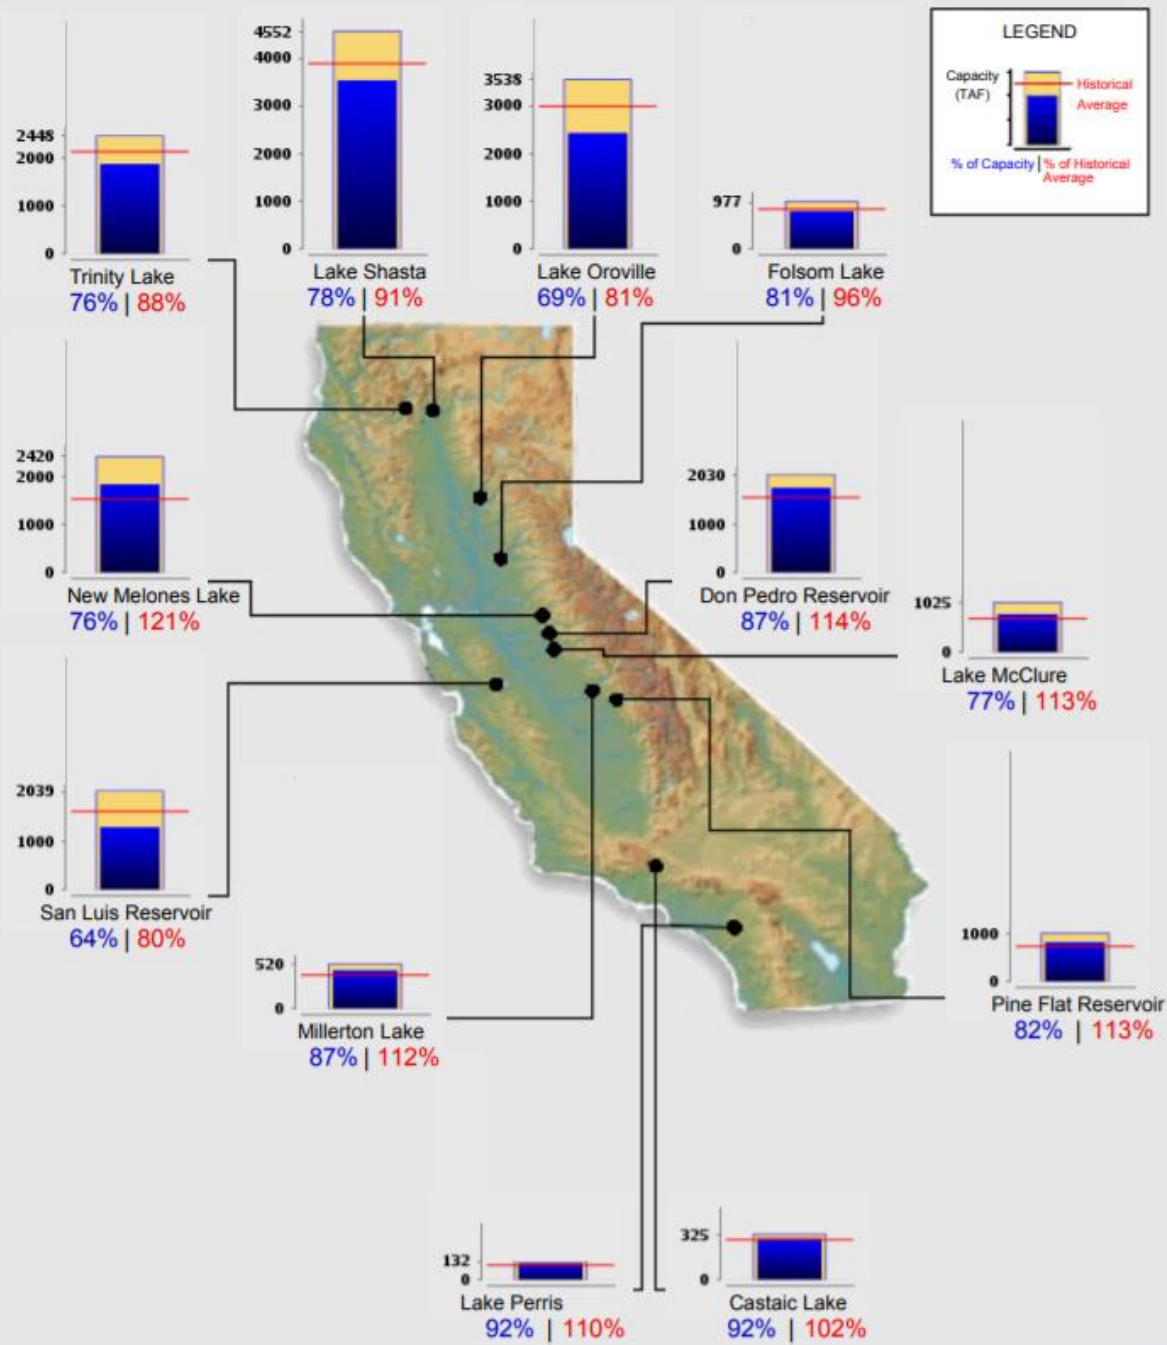 4552
4000
3000
2000
1000
0
Lake Shasta
78% | 91%
3538
3000
2000
1000
0
Lake Oroville
69% | 81%
977
0
Folsom Lake
81% | 96%
LEGEND
Capacity
(TAF)
Historical
Average
% of Capacity | % of Historical
Average
2448
2000
1000
0
Trinity Lake
76% | 88%
2420
2000
1000
0
New Melones Lake
76% | 121%
2030
1000
0
Don Pedro Reservoir
87% | 114%
1025
0
Lake McClure
77% | 113%
2039
1000
0
San Luis Reservoir
64% | 80%
520
0
Millerton Lake
87% | 112%
1000
0
Pine Flat Reservoir
82% | 113%
132
0
Lake Perris
92% | 110%
325
0
Castaic Lake
92% | 102%